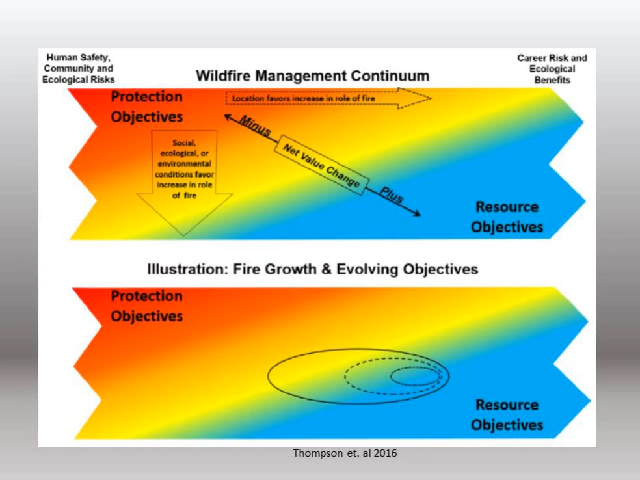 Human Safety,
Community and
Ecological Risks
Career Risk and
Ecological
Benefits
Wildfire Management Continuum
Protection
Objectives
Location favors increase in role of fire
Social,
ecological, or
environmental
conditions favor
increase in role
of fire
Minus
Net Value Change
Plus
Resource
Objectives
Illustration: Fire Growth & Evolving Objectives
Protection
Objectives
Resource
Objectives
Thompson et. al 2016